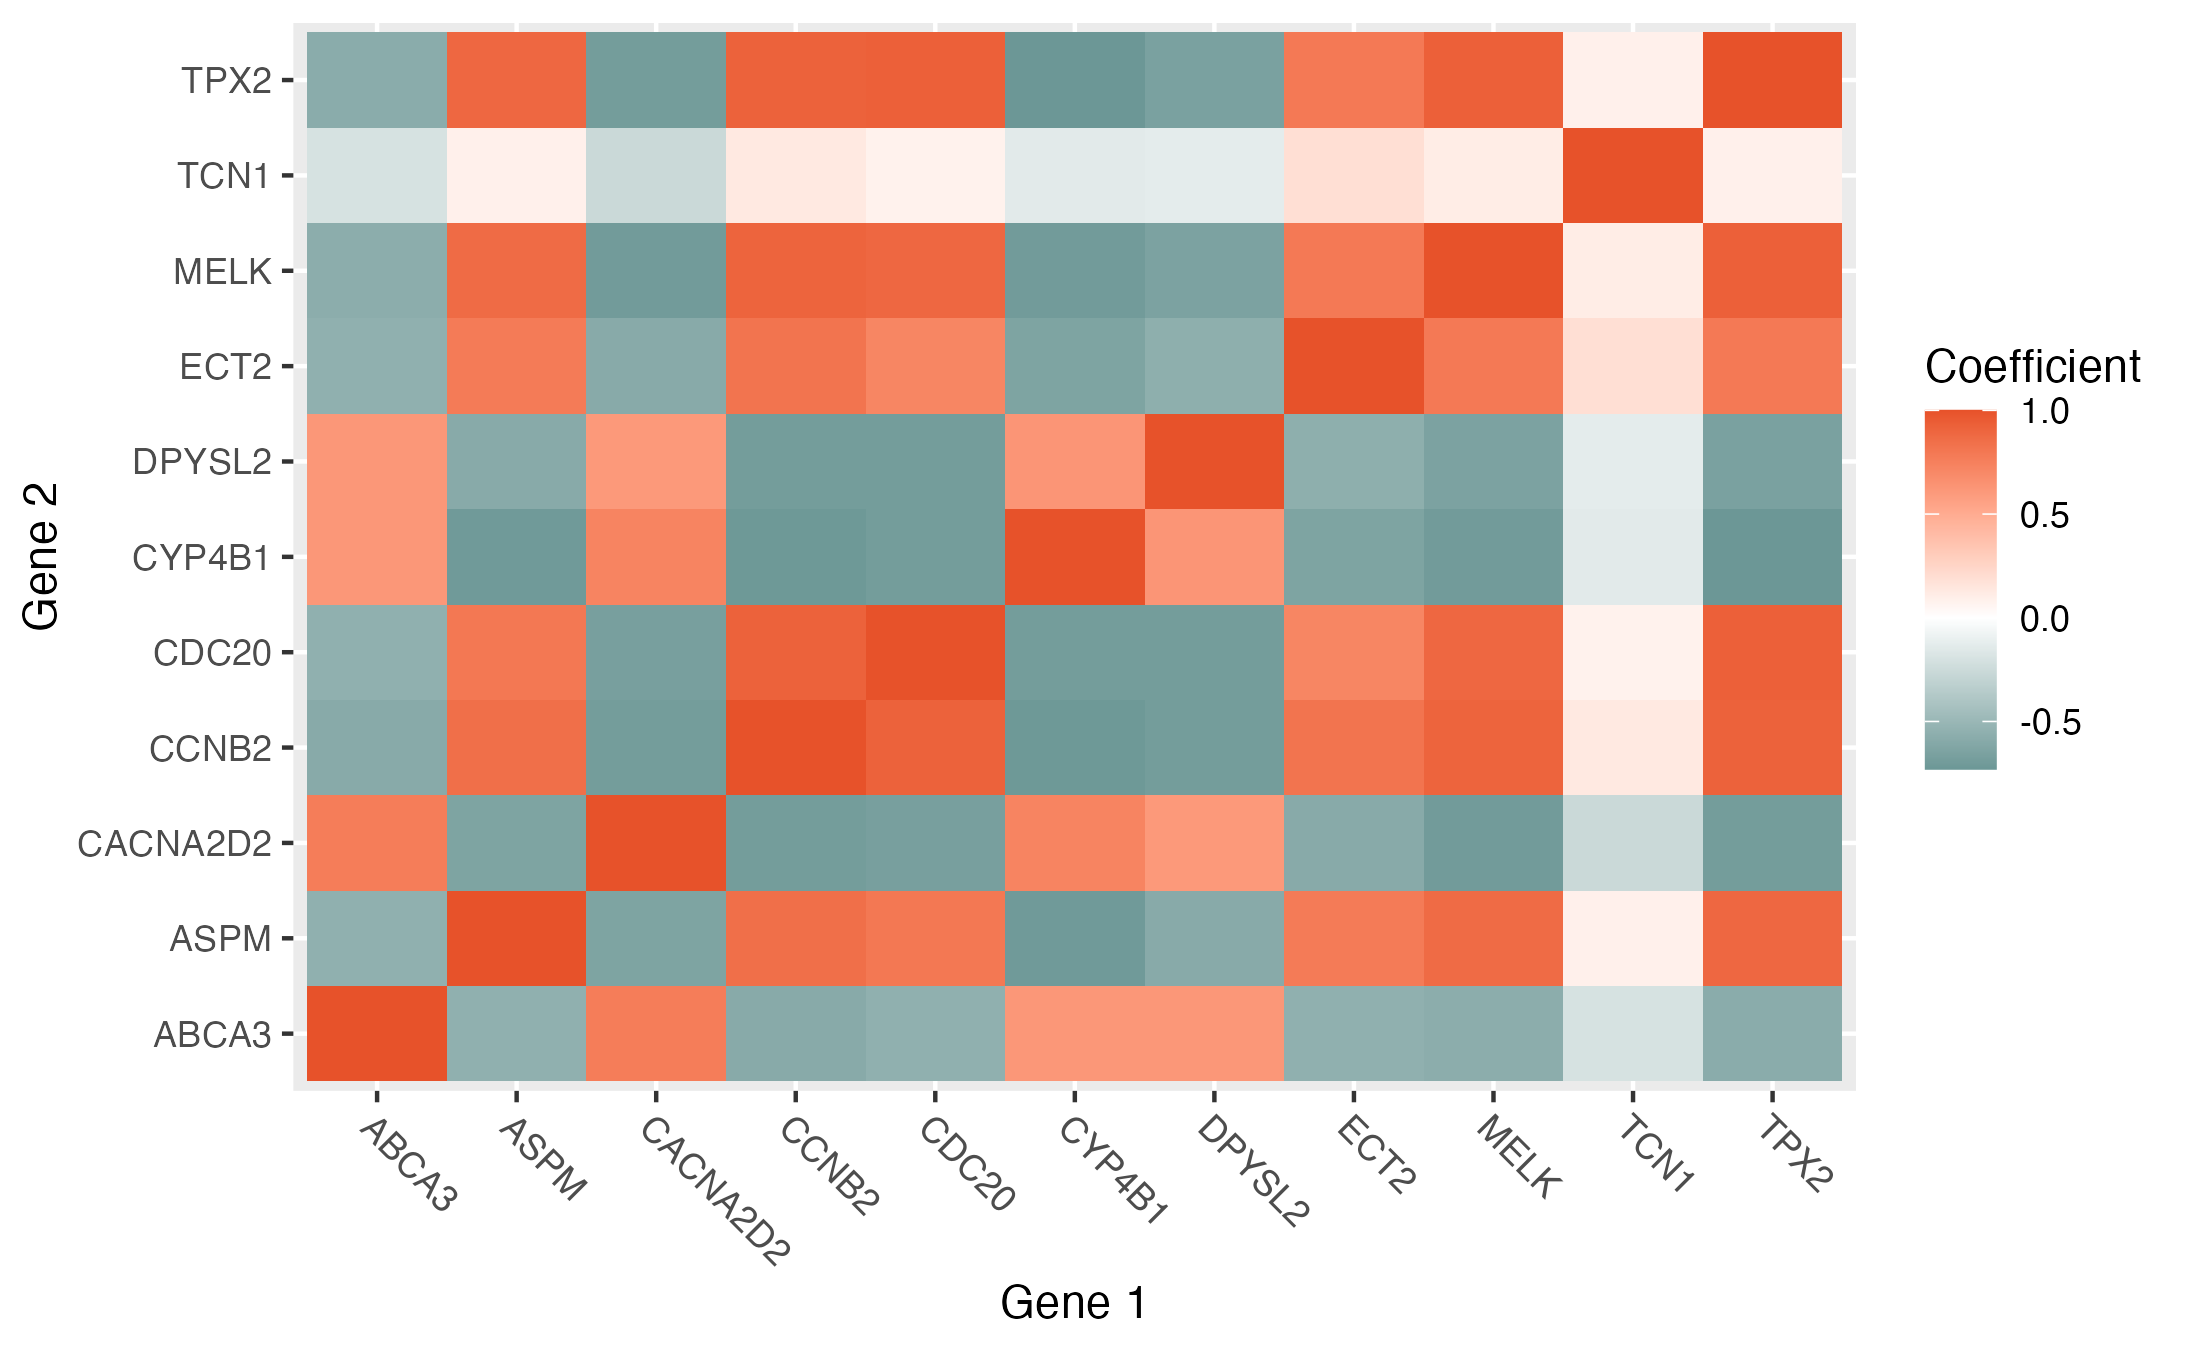 TPX2
TCN1
MELK
ECT2
DPYSL2
CYP4B1
CDC20
CCNB2
CACNA2D2
ASPM
ABCA3
Gene 2
ABCA3
ASPM
CACNA2D2
CCNB2
CDC20
CYP4B1
DPYSL2
ECT2
MELK
TCN1
TPX2
Gene 1
Coefficient
1.0
0.5
0.0
-0.5